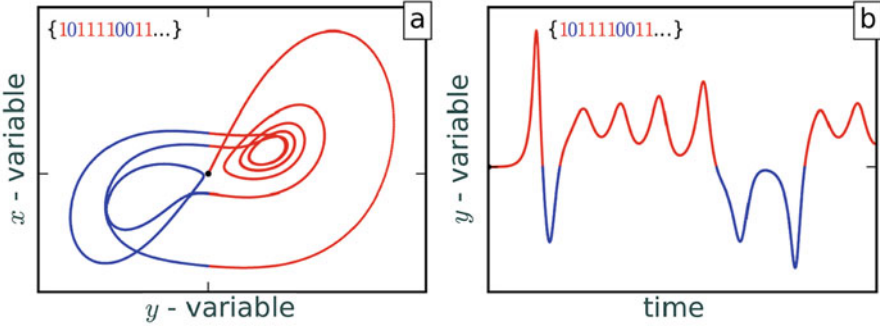 {1011110011...}
a
x - variable
y - variable
{1011110011...}
b
y - variable
time